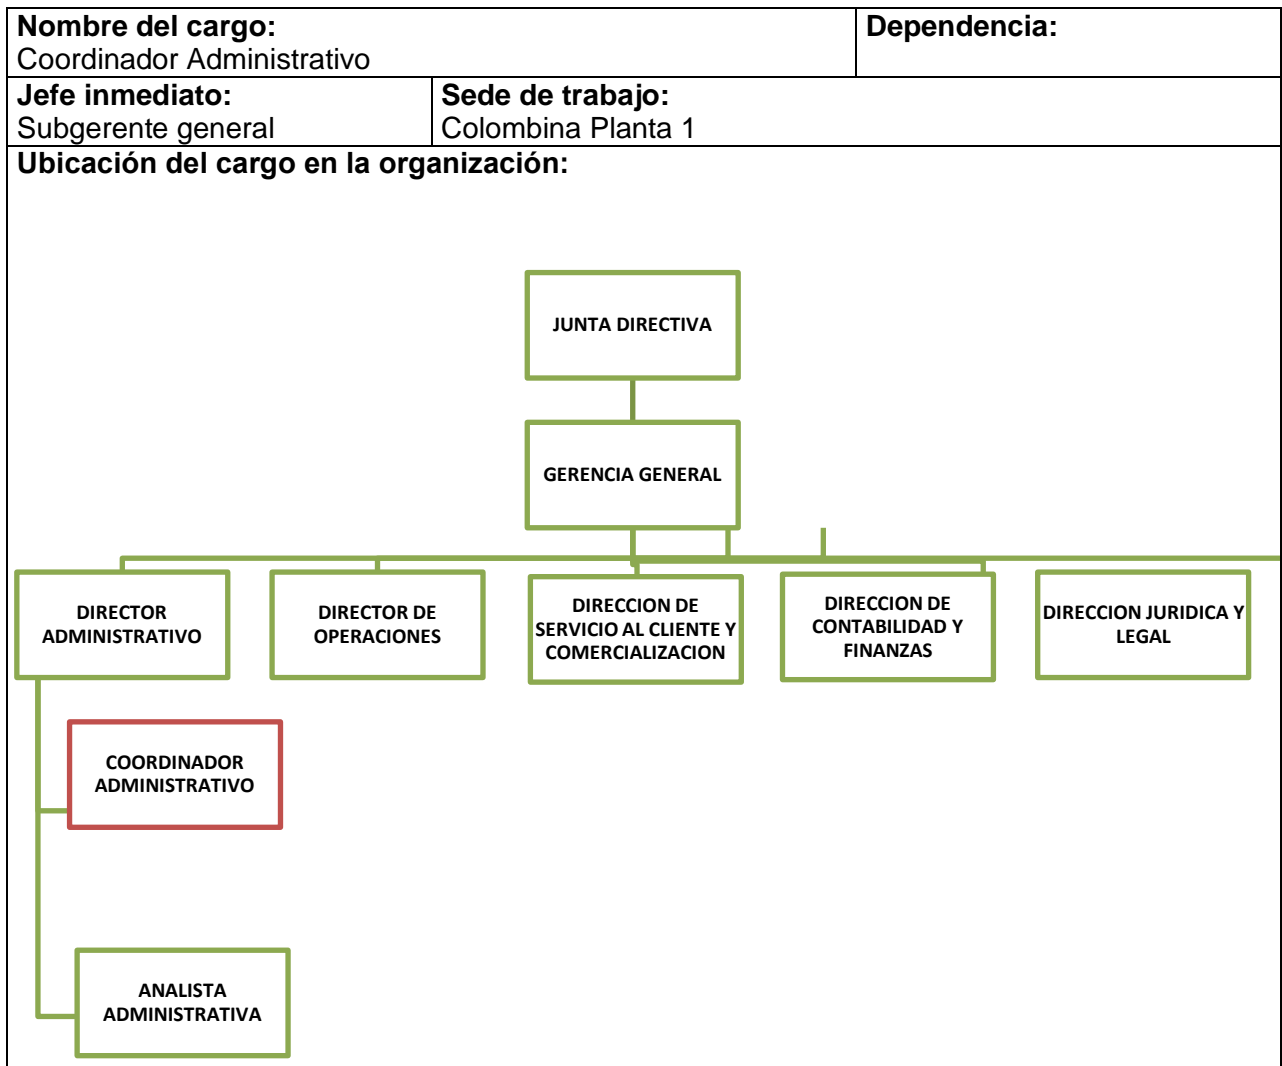 Nombre del cargo:
Coordinador Administrativo
Dependencia:
Jefe inmediato:
Subgerente general
Sede de trabajo:
Colombina Planta 1
Ubicación del cargo en la organización:
JUNTA DIRECTIVA
GERENCIA GENERAL
DIRECTOR
ADMINISTRATIVO
DIRECTOR DE
OPERACIONES
DIRECCION DE
SERVICIO AL CLIENTE Y
COMERCIALIZACION
DIRECCION DE
CONTABILIDAD Y
FINANZAS
DIRECCION JURIDICA Y
LEGAL
COORDINADOR
ADMINISTRATIVO
ANALISTA
ADMINISTRATIVA